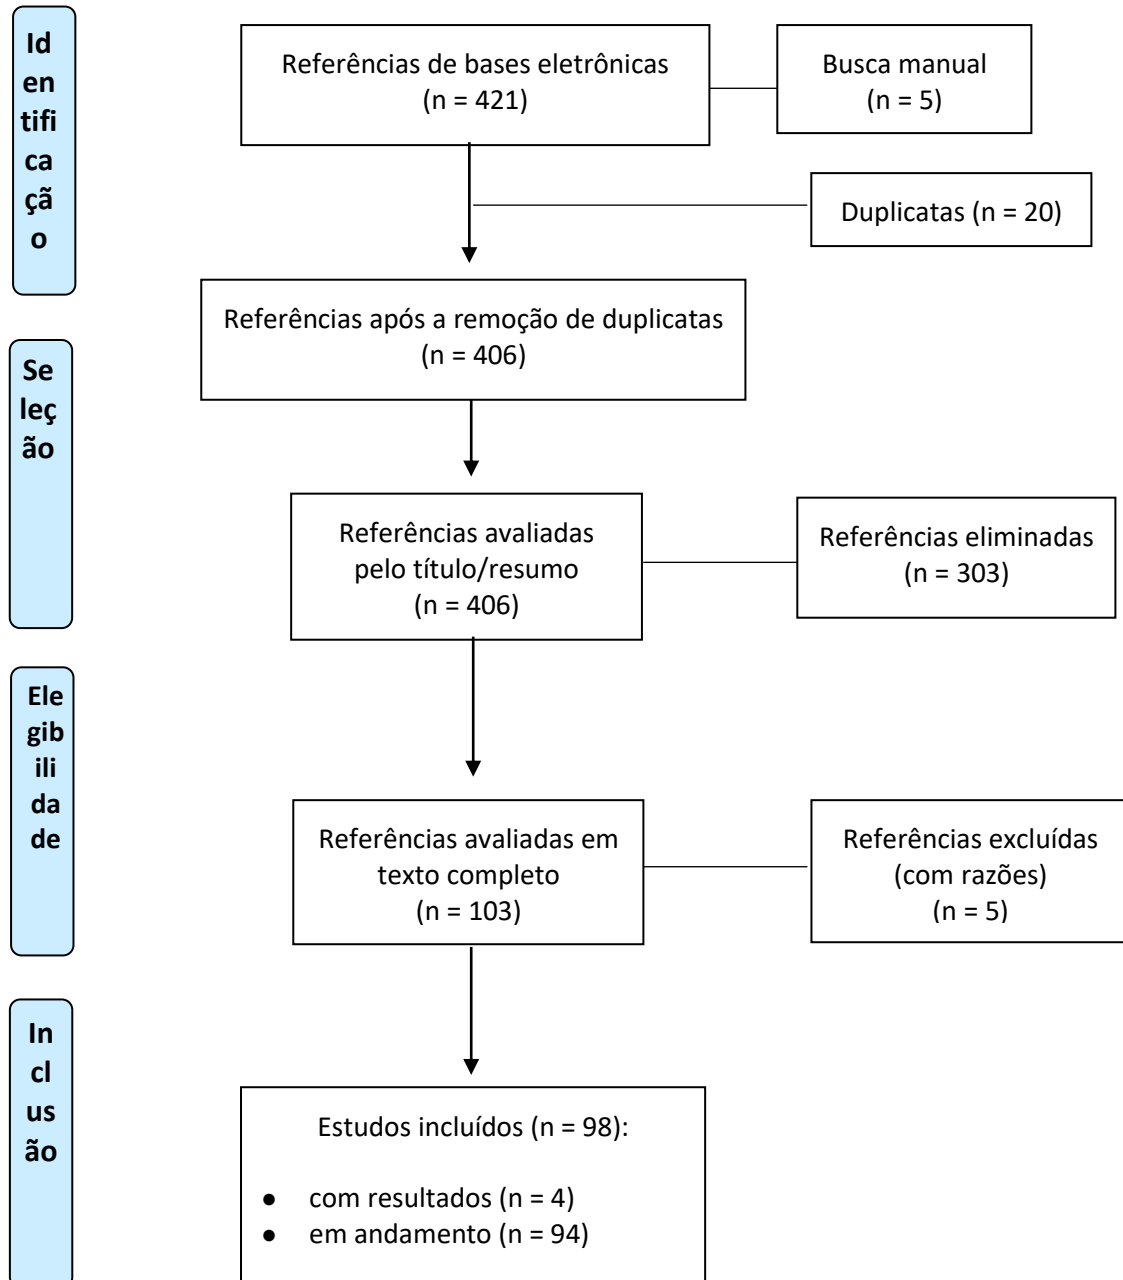 Id
en
tifi
ca
çã
o
Referências de bases eletrônicas
(n = 421)
Busca manual
(n = 5)
Duplicatas (n = 20)
Referências após a remoção de duplicatas
(n = 406)
Se
leç
ão
Referências avaliadas
pelo título/resumo
(n = 406)
Referências eliminadas
(n = 303)
Ele
gib
ili
da
de
Referências avaliadas em
texto completo
(n = 103)
Referências excluídas
(com razões)
(n = 5)
In
cl
us
ão
Estudos incluídos (n = 98):
● com resultados (n = 4)
● em andamento (n = 94)